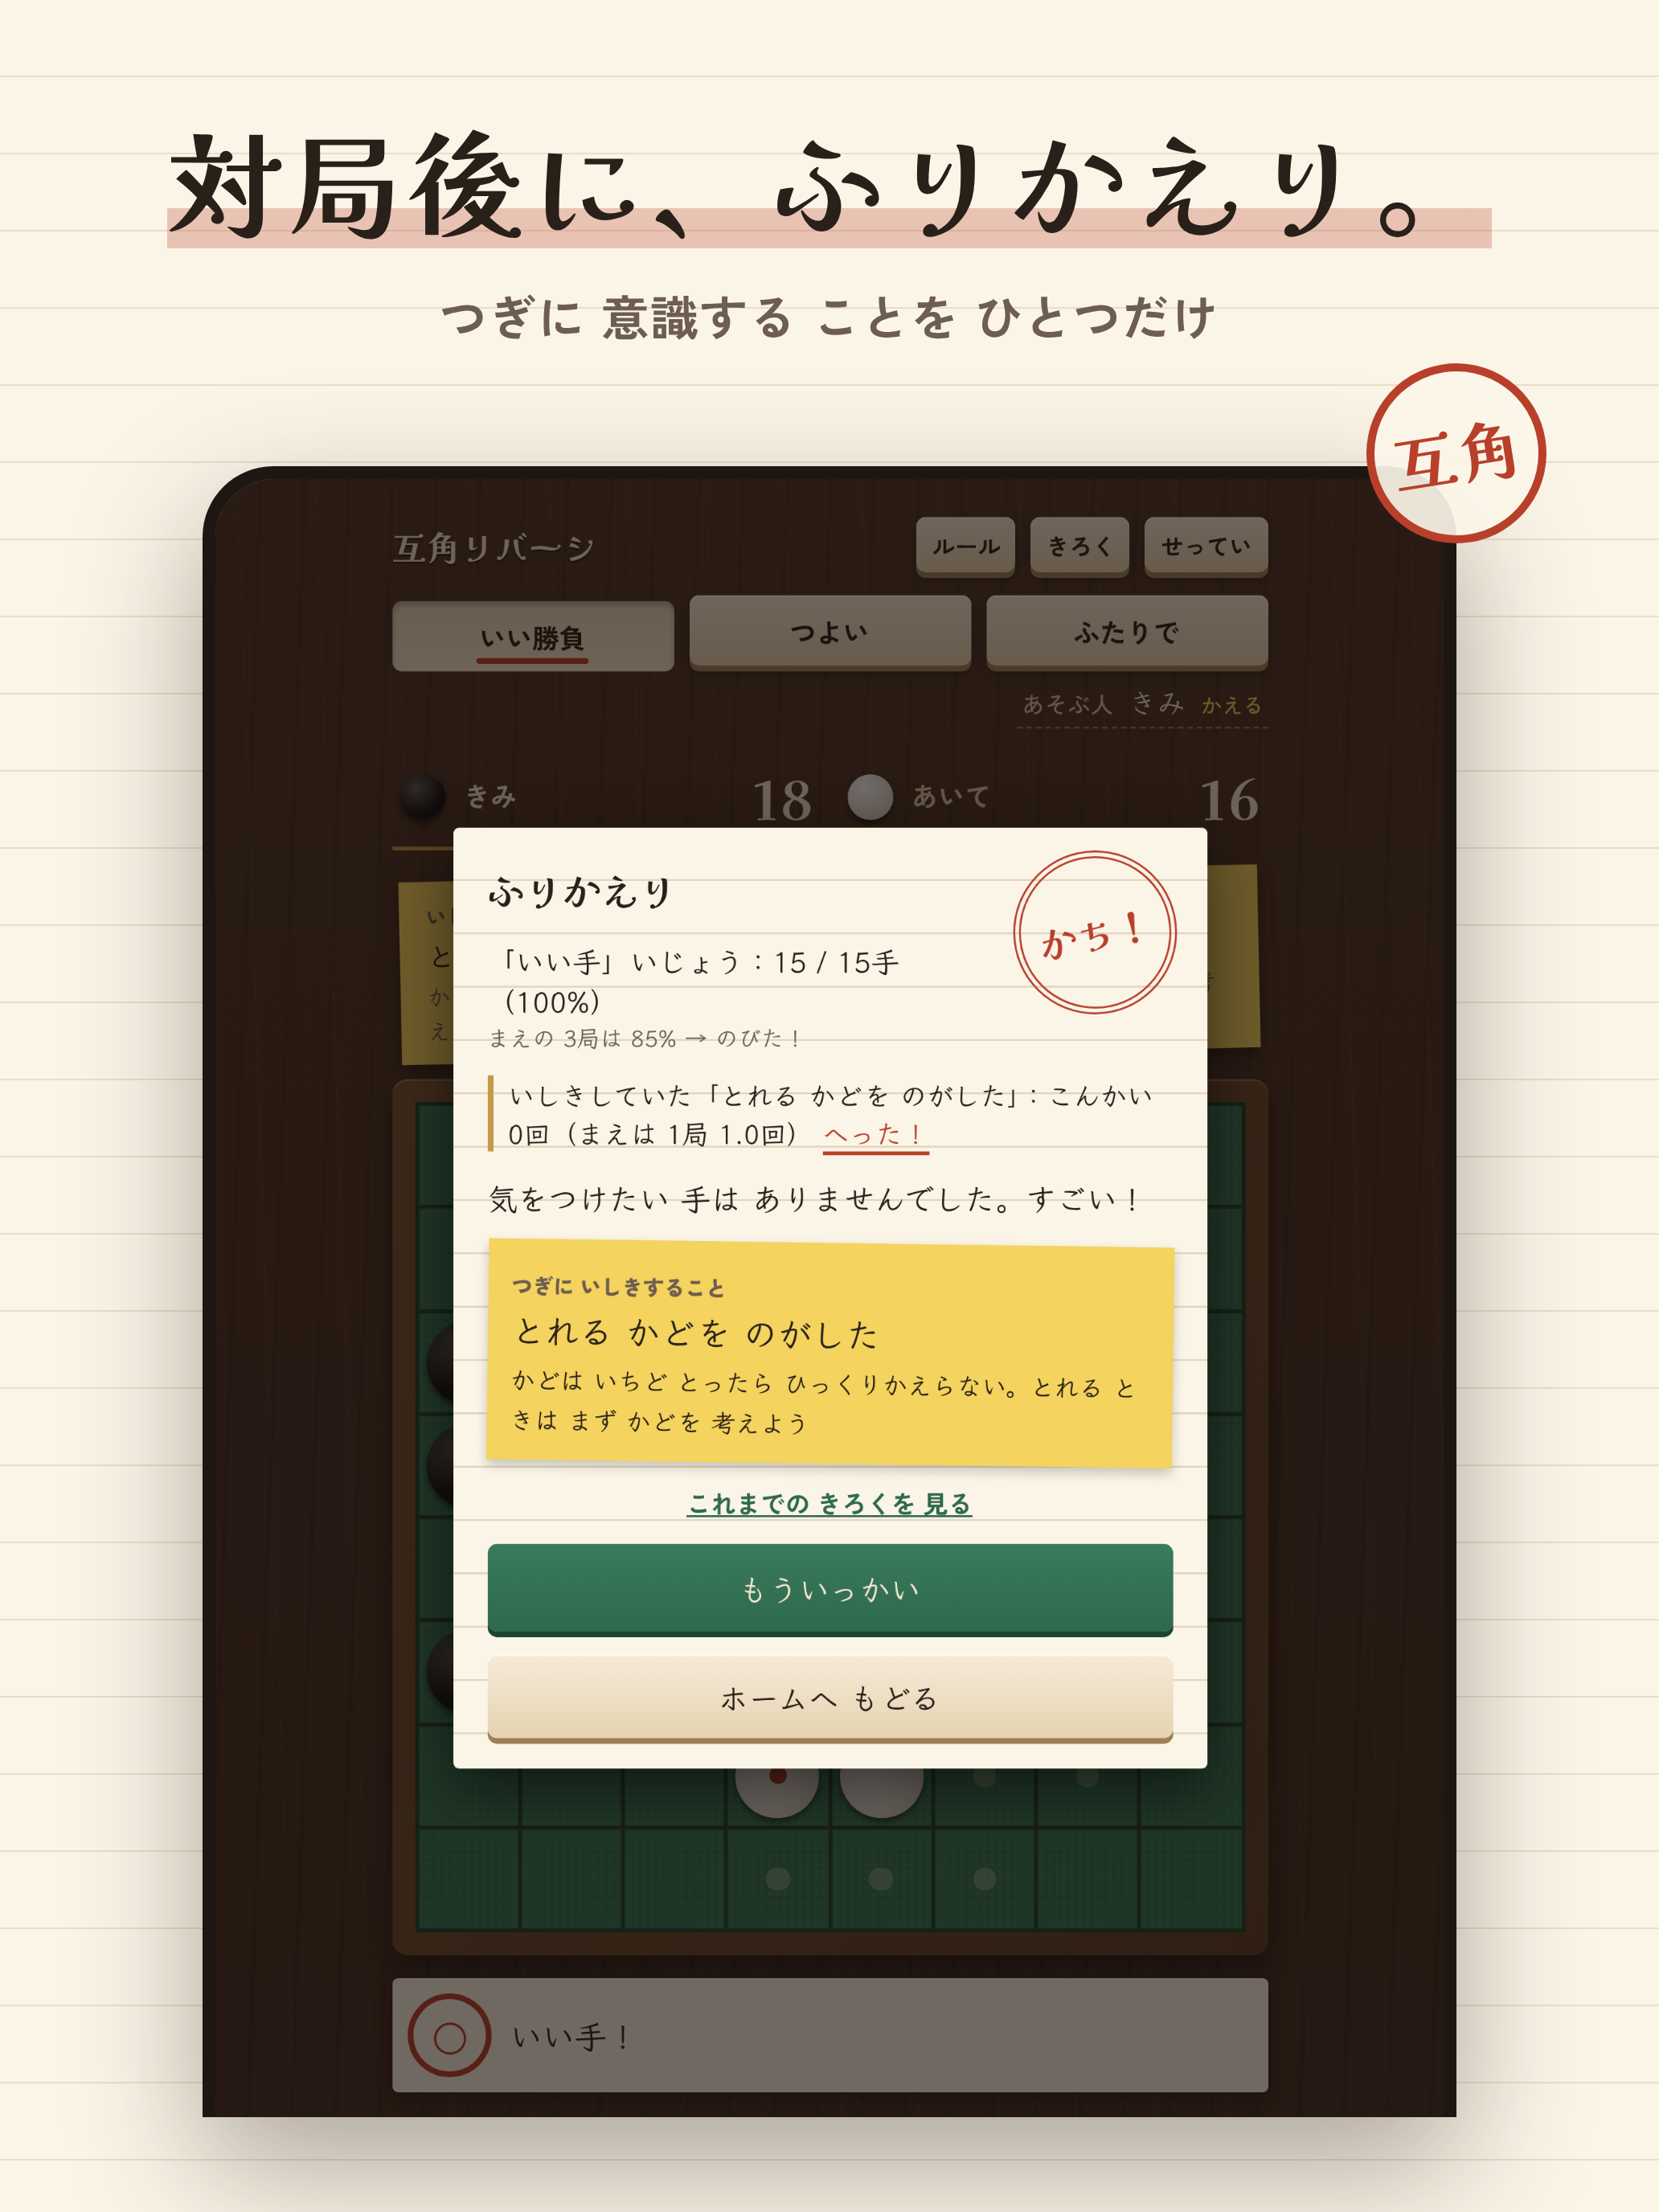 対局後に、ふりかえり。
つぎに 意識する ことを ひとつだけ
互角
互角リバーシ
ルール
きろく
せってい
いい勝負
つよい
ふたりで
あそぶ人 きみ かえる
きみ 18
あいて 16
ふりかえり
かち！
「いい手」いじょう：15 / 15手
(100%)
まえの 3局は 85% → のびた！
いしきしていた「とれる かどを のがした」：こんかい
0回（まえは 1局 1.0回） へった！
気をつけたい 手は ありませんでした。すごい！
つぎに いしきすること
とれる かどを のがした
かどは いちど とったら ひっくりかえらない。とれる と
きは まず かどを 考えよう
これまでの きろくを 見る
もういっかい
ホームへ もどる
いい手！